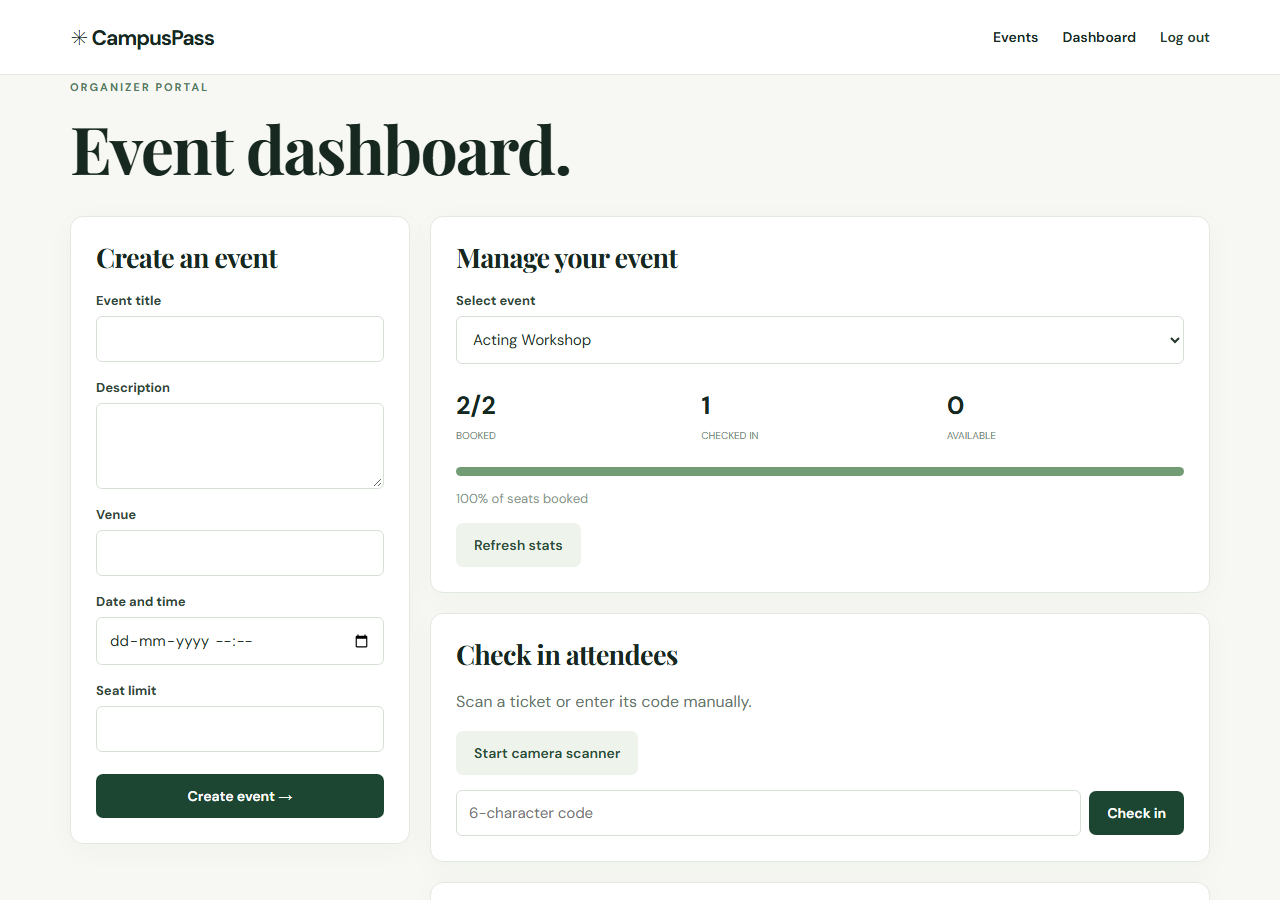 ✳ CampusPass
Events Dashboard Log out
ORGANIZER PORTAL
Event dashboard.
Create an event
Event title
Description
Venue
Date and time
dd-mm-yyyy --:--
Seat limit
Create event →
Manage your event
Select event
Acting Workshop
2/2 1 0
BOOKED CHECKED IN AVAILABLE
100% of seats booked
Refresh stats
Check in attendees
Scan a ticket or enter its code manually.
Start camera scanner
6-character code
Check in